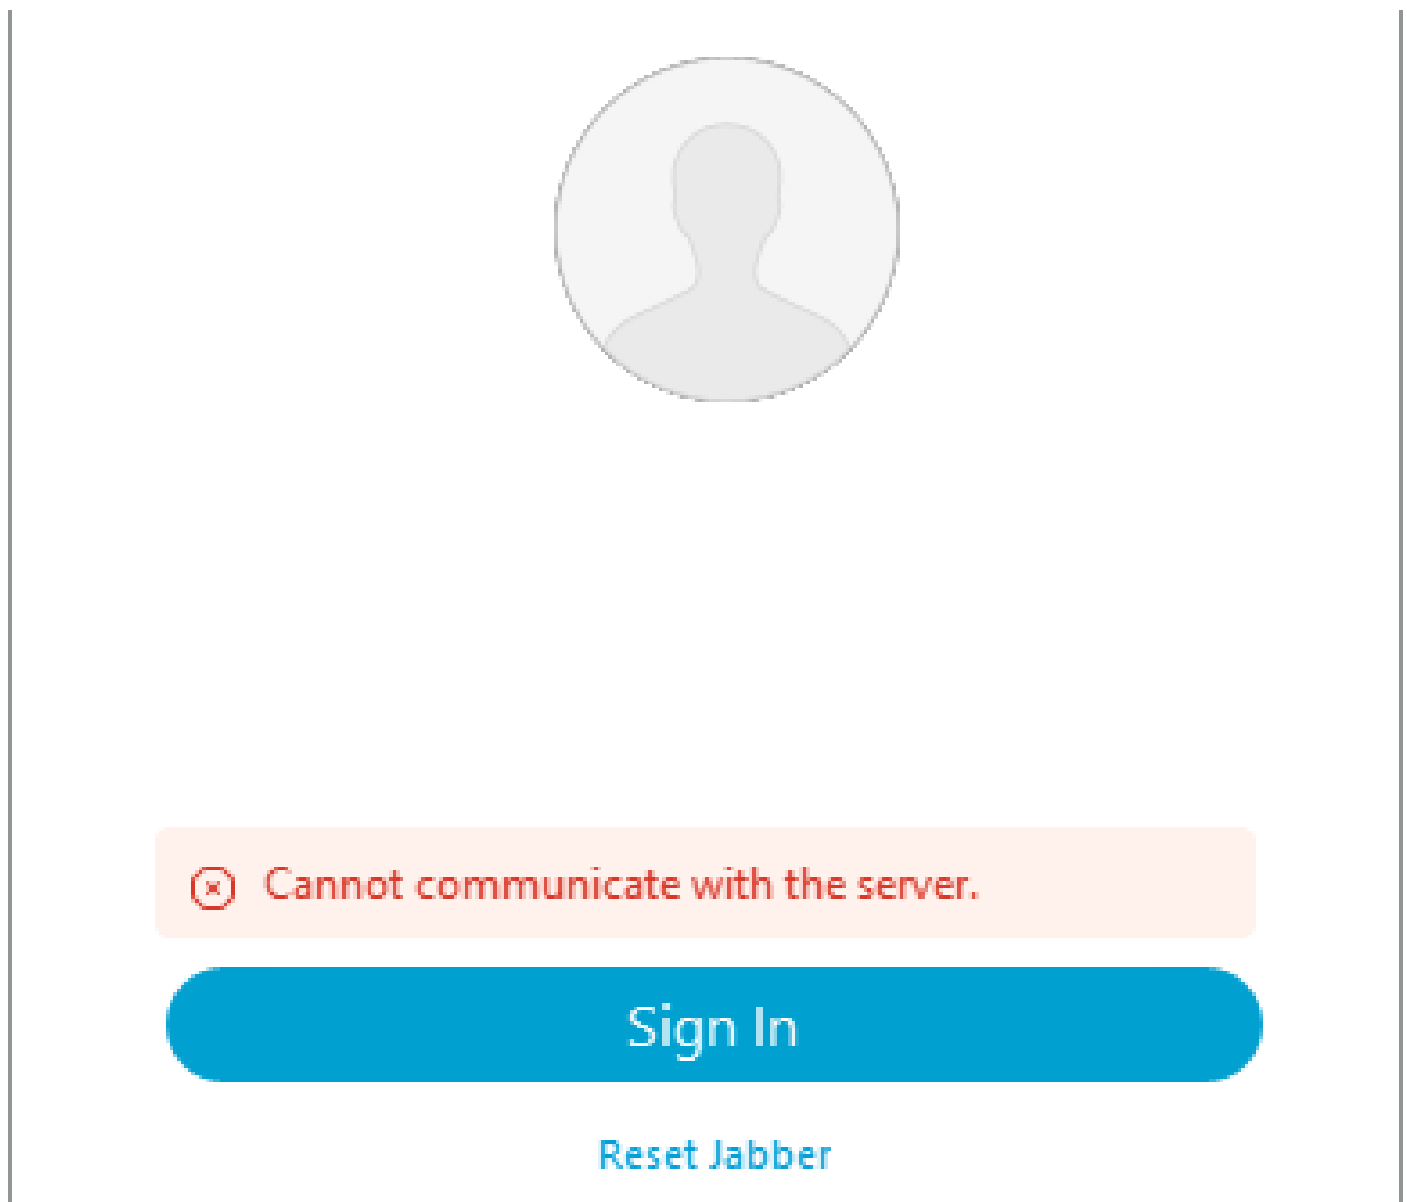 Cannot communicate with the server.
Sign In
Reset Jabber